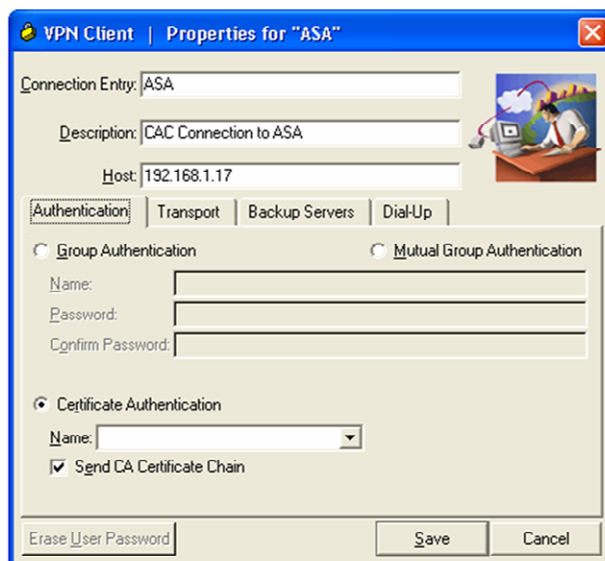 VPN Client | Properties for "ASA"
Connection Entry: ASA
Description: CAC Connection to ASA
Host: 192.168.1.17
Authentication Transport Backup Servers Dial-Up
Group Authentication Mutual Group Authentication
Name:
Password:
Confirm Password:
Certificate Authentication
Name:
Send CA Certificate Chain
Erase User Password Save Cancel